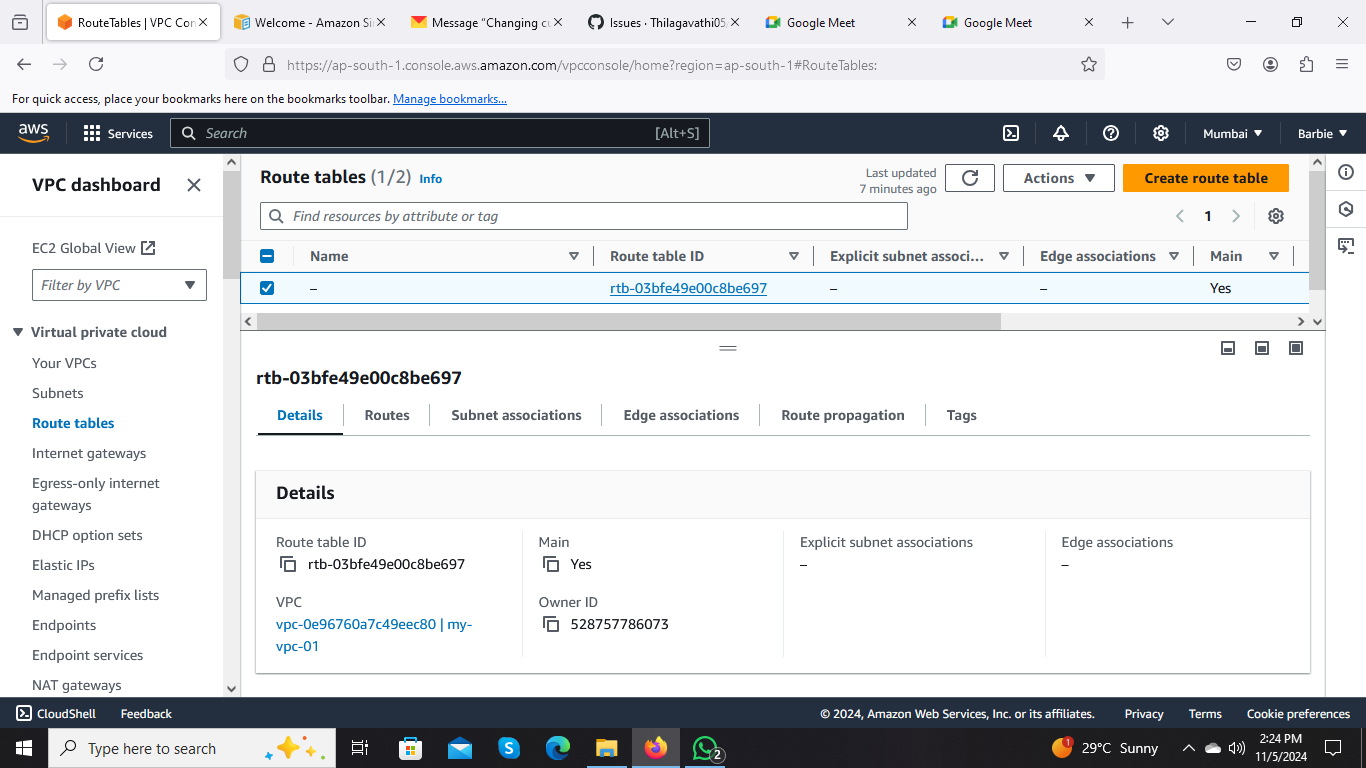 RouteTables | VPC Con
Welcome - Amazon Si
Message "Changing cu
Issues · Thilagavathi05
Google Meet
Google Meet
https://ap-south-1.console.aws.amazon.com/vpcconsole/home?region=ap-south-1#RouteTables:
For quick access, place your bookmarks here on the bookmarks toolbar. Manage bookmarks...
aws
Services
Search
[Alt+S]
Mumbai
Barbie
VPC dashboard
EC2 Global View
Filter by VPC
Virtual private cloud
Your VPCs
Subnets
Route tables
Internet gateways
Egress-only internet
gateways
DHCP option sets
Elastic IPs
Managed prefix lists
Endpoints
Endpoint services
NAT gateways
Route tables (1/2) Info
Last updated
7 minutes ago
Actions
Create route table
Find resources by attribute or tag
1
Name
Route table ID
Explicit subnet associ...
Edge associations
Main
–
rtb-03bfe49e00c8be697
–
–
Yes
rtb-03bfe49e00c8be697
Details
Routes
Subnet associations
Edge associations
Route propagation
Tags
Details
Route table ID
rtb-03bfe49e00c8be697
Main
Yes
Explicit subnet associations
–
Edge associations
–
VPC
vpc-0e96760a7c49eec80 | my-
vpc-01
Owner ID
528757786073
CloudShell
Feedback
© 2024, Amazon Web Services, Inc. or its affiliates.
Privacy
Terms
Cookie preferences
Type here to search
1
2
29°C Sunny
2:24 PM
11/5/2024